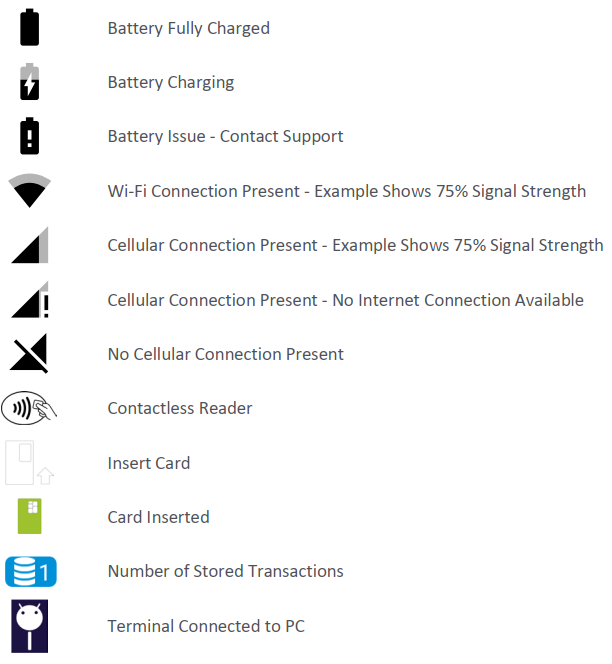 Battery Fully Charged
Battery Charging
Battery Issue - Contact Support
Wi-Fi Connection Present - Example Shows 75% Signal Strength
Cellular Connection Present - Example Shows 75% Signal Strength
Cellular Connection Present - No Internet Connection Available
No Cellular Connection Present
Contactless Reader
Insert Card
Card Inserted
1 Number of Stored Transactions
Terminal Connected to PC